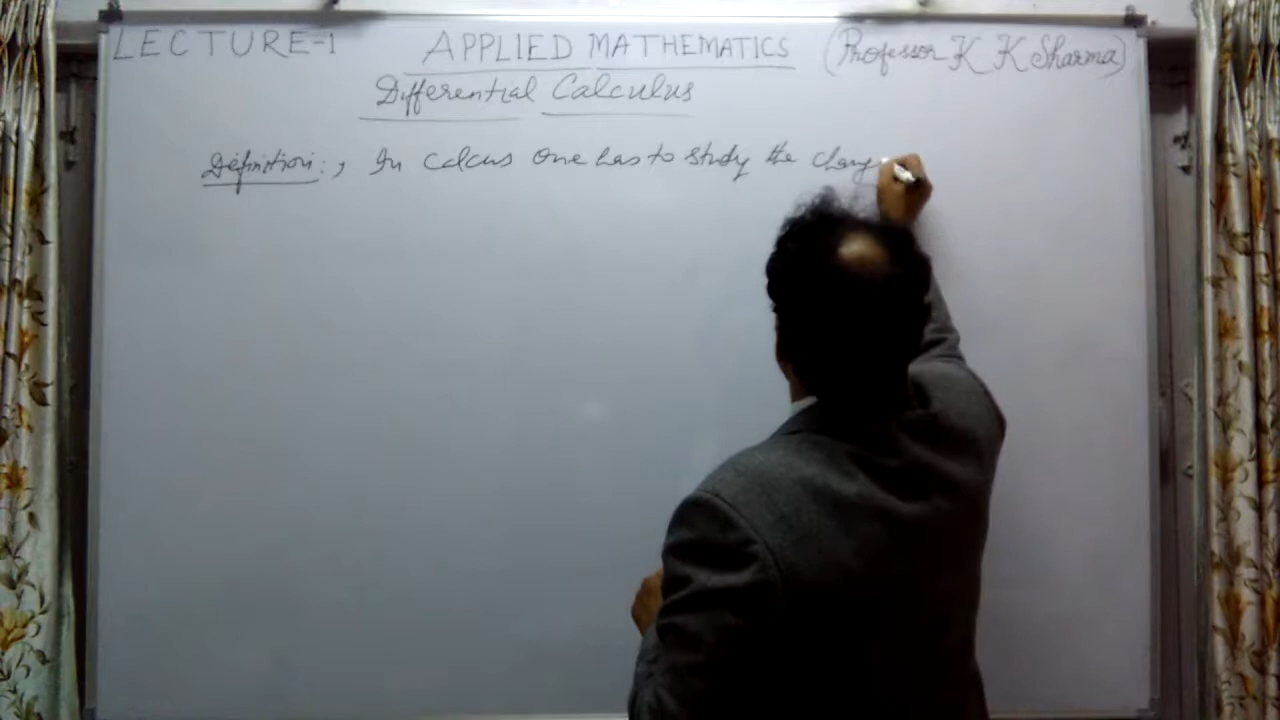 LECTURE-1 APPLIED MATHEMATICS (Professor K K Sharma)
Differential Calculus
Definition:, In calcus one has to study the chang